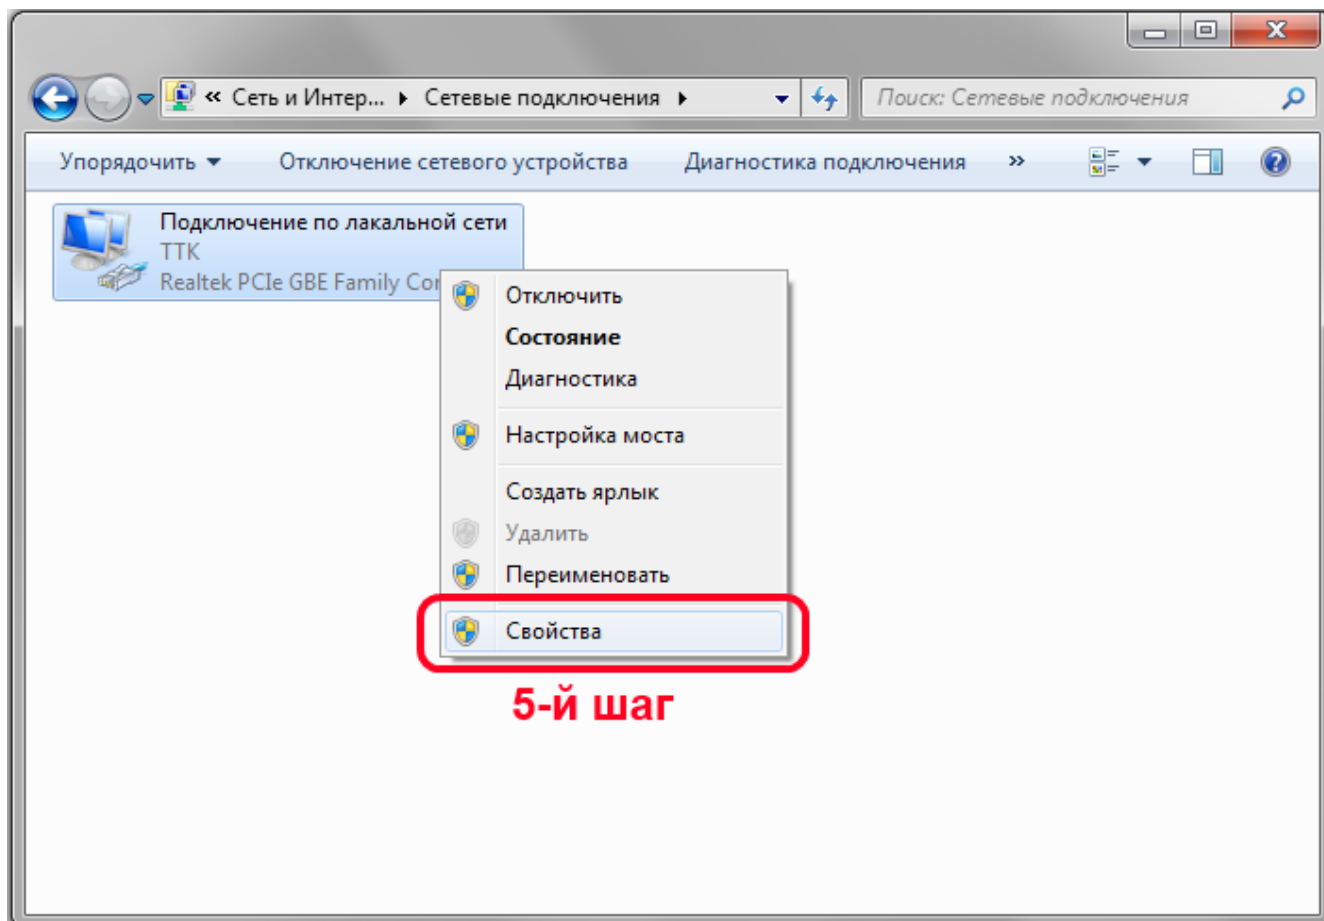 « Сеть и Интер... Сетевые подключения
Поиск: Сетевые подключения
Упорядочить Отключение сетевого устройства Диагностика подключения »
Подключение по лакальной сети
ТТК
Realtek PCIe GBE Family
Отключить
Состояние
Диагностика
Настройка моста
Создать ярлык
Удалить
Переименовать
Свойства
5-й шаг